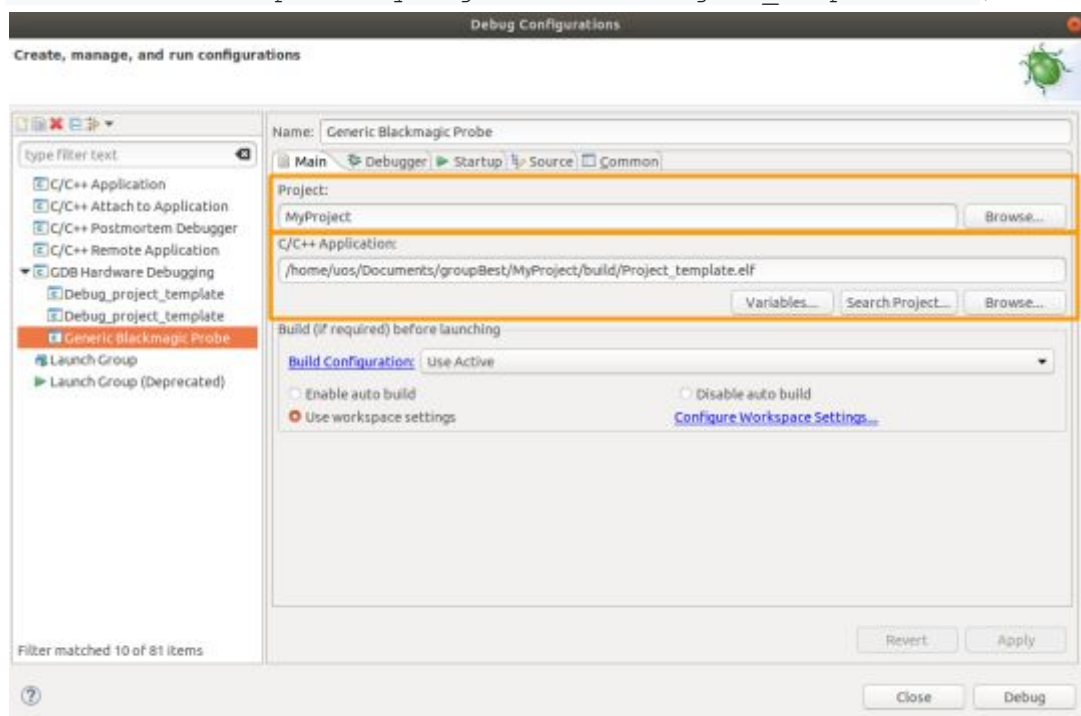 Debug Configurations
Create, manage, and run configurations
type filter text
C/C++ Application
C/C++ Attach to Application
C/C++ Postmortem Debugger
C/C++ Remote Application
GDB Hardware Debugging
Debug_project_template
Debug_project_template
Generic Blackmagic Probe
Launch Group
Launch Group (Deprecated)
Filter matched 10 of 81 items
Name: Generic Blackmagic Probe
Main Debugger Startup Source Common
Project:
MyProject Browse...
C/C++ Application:
/home/uos/Documents/groupBest/MyProject/build/Project_template.elf
Variables... Search Project... Browse...
Build (if required) before launching
Build Configuration: Use Active
Enable auto build Disable auto build
Use workspace settings Configure Workspace Settings...
Revert Apply
Close Debug